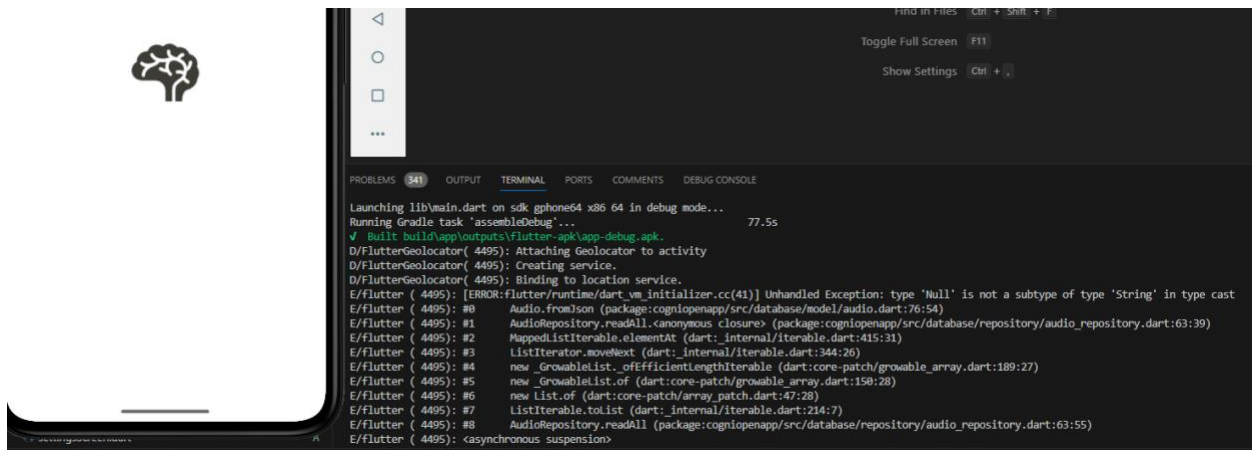 Find in Files Ctrl + Shift + F
Toggle Full Screen F11
Show Settings Ctrl + ,
PROBLEMS 341 OUTPUT TERMINAL PORTS COMMENTS DEBUG CONSOLE
Launching lib\main.dart on sdk gphone64 x86 64 in debug mode...
Running Gradle task 'assembleDebug'... 77.5s
√ Built build\app\outputs\flutter-apk\app-debug.apk.
D/FlutterGeolocator( 4495): Attaching Geolocator to activity
D/FlutterGeolocator( 4495): Creating service.
D/FlutterGeolocator( 4495): Binding to location service.
E/flutter ( 4495): [ERROR:flutter/runtime/dart_vm_initializer.cc(41)] Unhandled Exception: type 'Null' is not a subtype of type 'String' in type cast
E/flutter ( 4495): #0 Audio.fromJson (package:cogniopenapp/src/database/model/audio.dart:76:54)
E/flutter ( 4495): #1 AudioRepository.readAll.<anonymous closure> (package:cogniopenapp/src/database/repository/audio_repository.dart:63:39)
E/flutter ( 4495): #2 MappedListIterable.elementAt (dart:_internal/iterable.dart:415:31)
E/flutter ( 4495): #3 ListIterator.moveNext (dart:_internal/iterable.dart:344:26)
E/flutter ( 4495): #4 new _GrowableList._ofEfficientLengthIterable (dart:core-patch/growable_array.dart:189:27)
E/flutter ( 4495): #5 new _GrowableList.of (dart:core-patch/growable_array.dart:150:28)
E/flutter ( 4495): #6 new List.of (dart:core-patch/array_patch.dart:47:28)
E/flutter ( 4495): #7 ListIterable.toList (dart:_internal/iterable.dart:214:7)
E/flutter ( 4495): #8 AudioRepository.readAll (package:cogniopenapp/src/database/repository/audio_repository.dart:63:55)
E/flutter ( 4495): <asynchronous suspension>